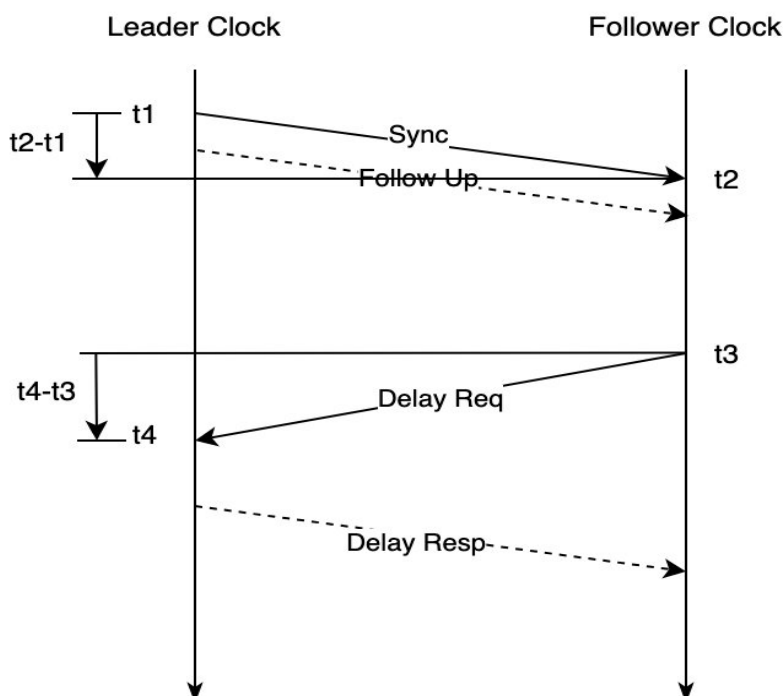 Leader Clock
Follower Clock
t1
t2-t1
Sync
Follow Up
t2
t3
t4-t3
Delay Req
t4
Delay Resp